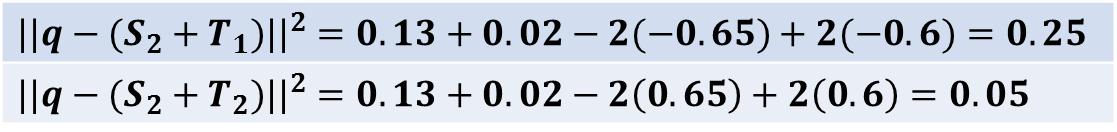 ||q − (S₂ + T₁)||² = 0.13 + 0.02 − 2(−0.65) + 2(−0.6) = 0.25
||q − (S₂ + T₂)||² = 0.13 + 0.02 − 2(0.65) + 2(0.6) = 0.05